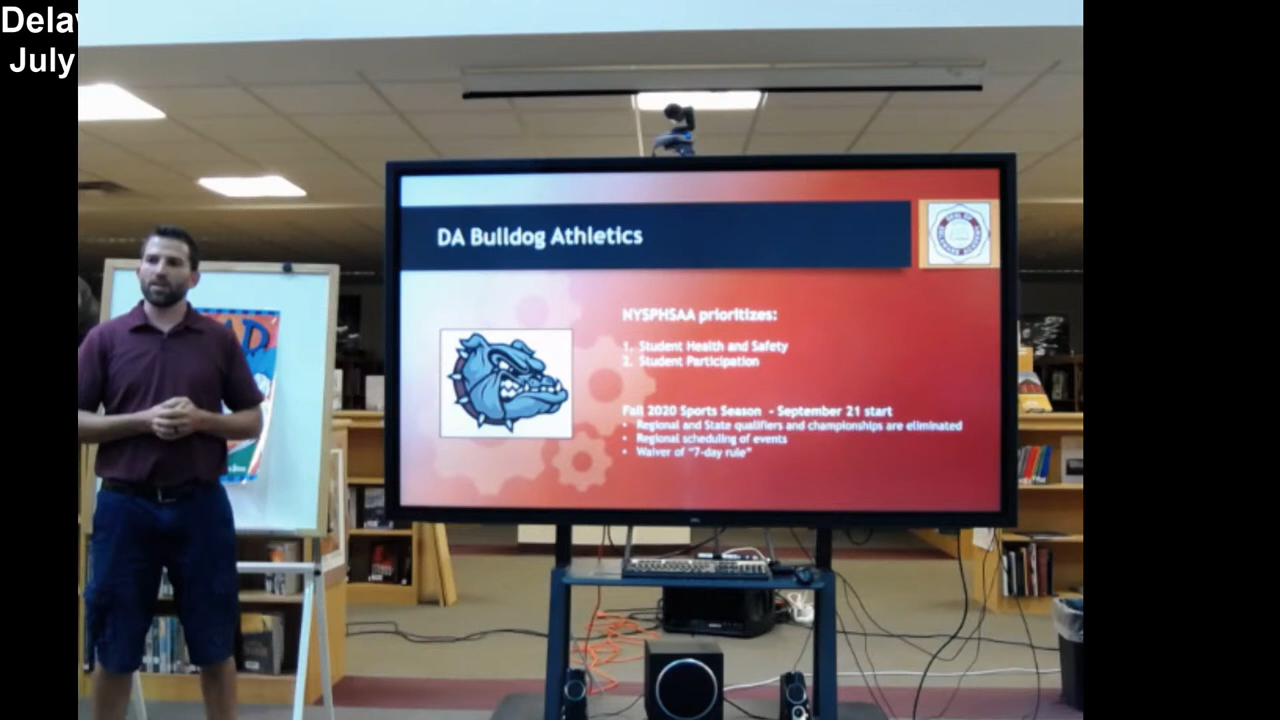 Dela
July
DA Bulldog Athletics
NYSPHSAA prioritizes:
1. Student Health and Safety
2. Student Participation
Fall 2020 Sports Season - September 21 start
• Regional and State qualifiers and championships are eliminated
• Regional scheduling of events
• Waiver of "7-day rule"